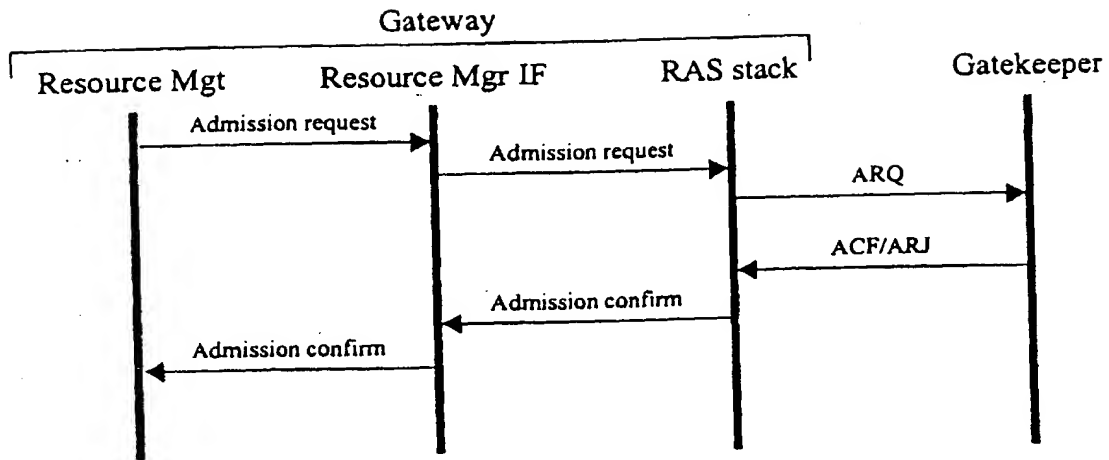 Gateway
Resource Mgt
Resource Mgr IF
RAS stack
Gatekeeper
Admission request
Admission request
ARQ
ACF/ARJ
Admission confirm
Admission confirm